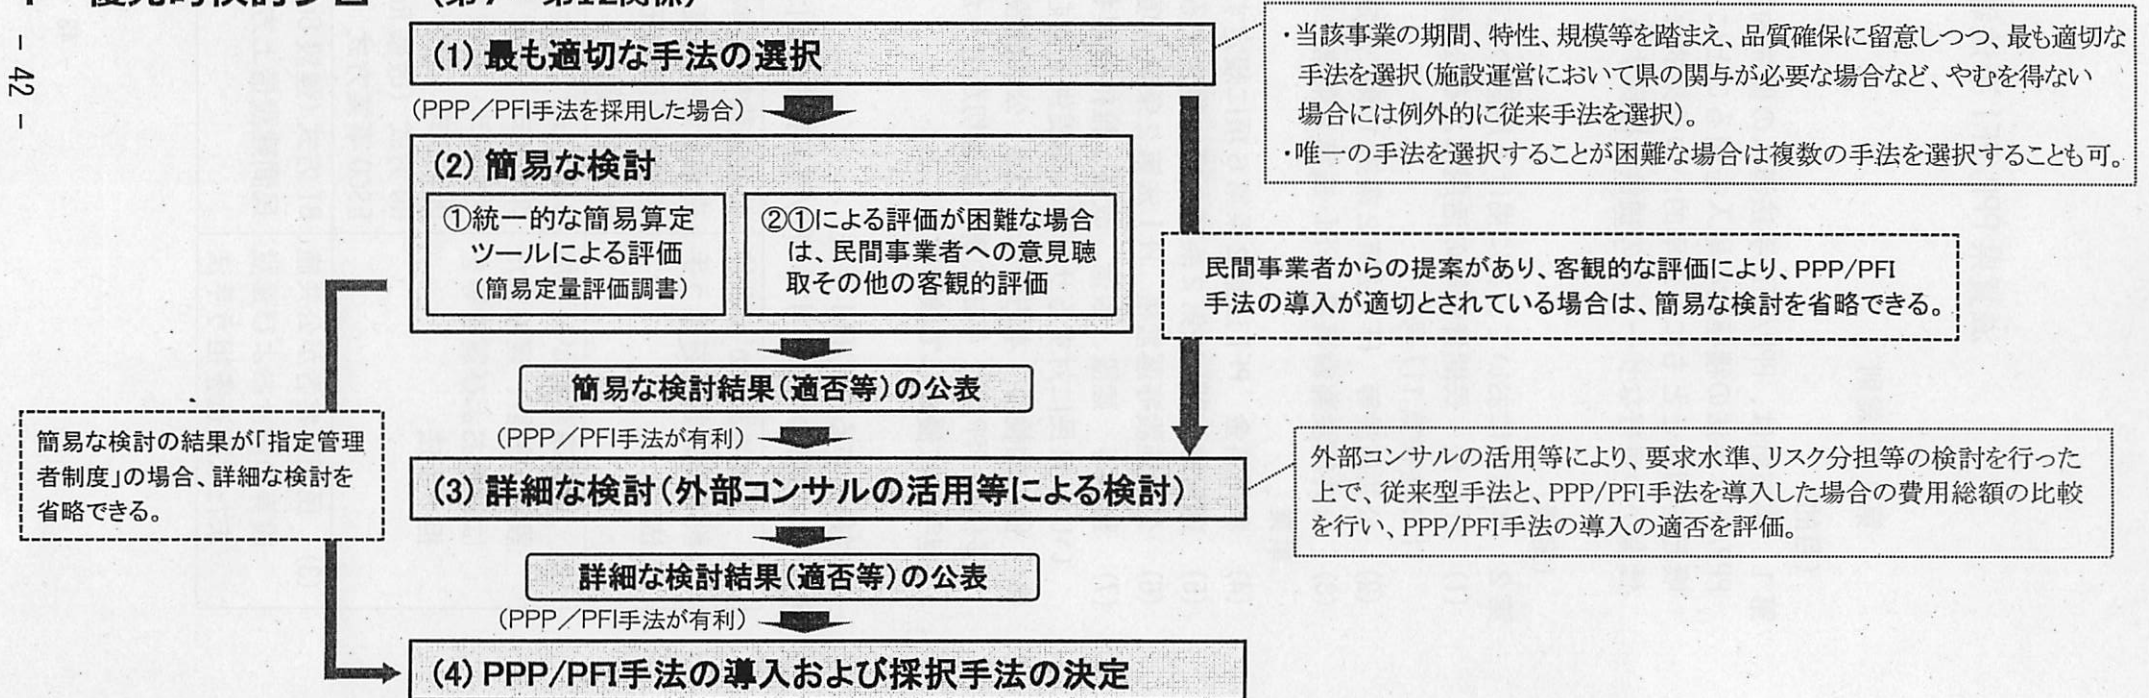 - 42 -
(1) 最も適切な手法の選択
・当該事業の期間、特性、規模等を踏まえ、品質確保に留意しつつ、最も適切な
手法を選択(施設運営において県の関与が必要な場合など、やむを得ない
場合には例外的に従来手法を選択)。
・唯一の手法を選択することが困難な場合は複数の手法を選択することも可。
(PPP/PFI手法を採用した場合)
(2) 簡易な検討
①統一的な簡易算定
ツールによる評価
(簡易定量評価調書)
②①による評価が困難な場合
は、民間事業者への意見聴
取その他の客観的評価
民間事業者からの提案があり、客観的な評価により、PPP/PFI
手法の導入が適切とされている場合は、簡易な検討を省略できる。
簡易な検討結果(適否等)の公表
(PPP/PFI手法が有利)
簡易な検討の結果が「指定管理
者制度」の場合、詳細な検討を
省略できる。
(3) 詳細な検討(外部コンサルの活用等による検討)
外部コンサルの活用等により、要求水準、リスク分担等の検討を行った
上で、従来型手法と、PPP/PFI手法を導入した場合の費用総額の比較
を行い、PPP/PFI手法の導入の適否を評価。
詳細な検討結果(適否等)の公表
(PPP/PFI手法が有利)
(4) PPP/PFI手法の導入および採択手法の決定